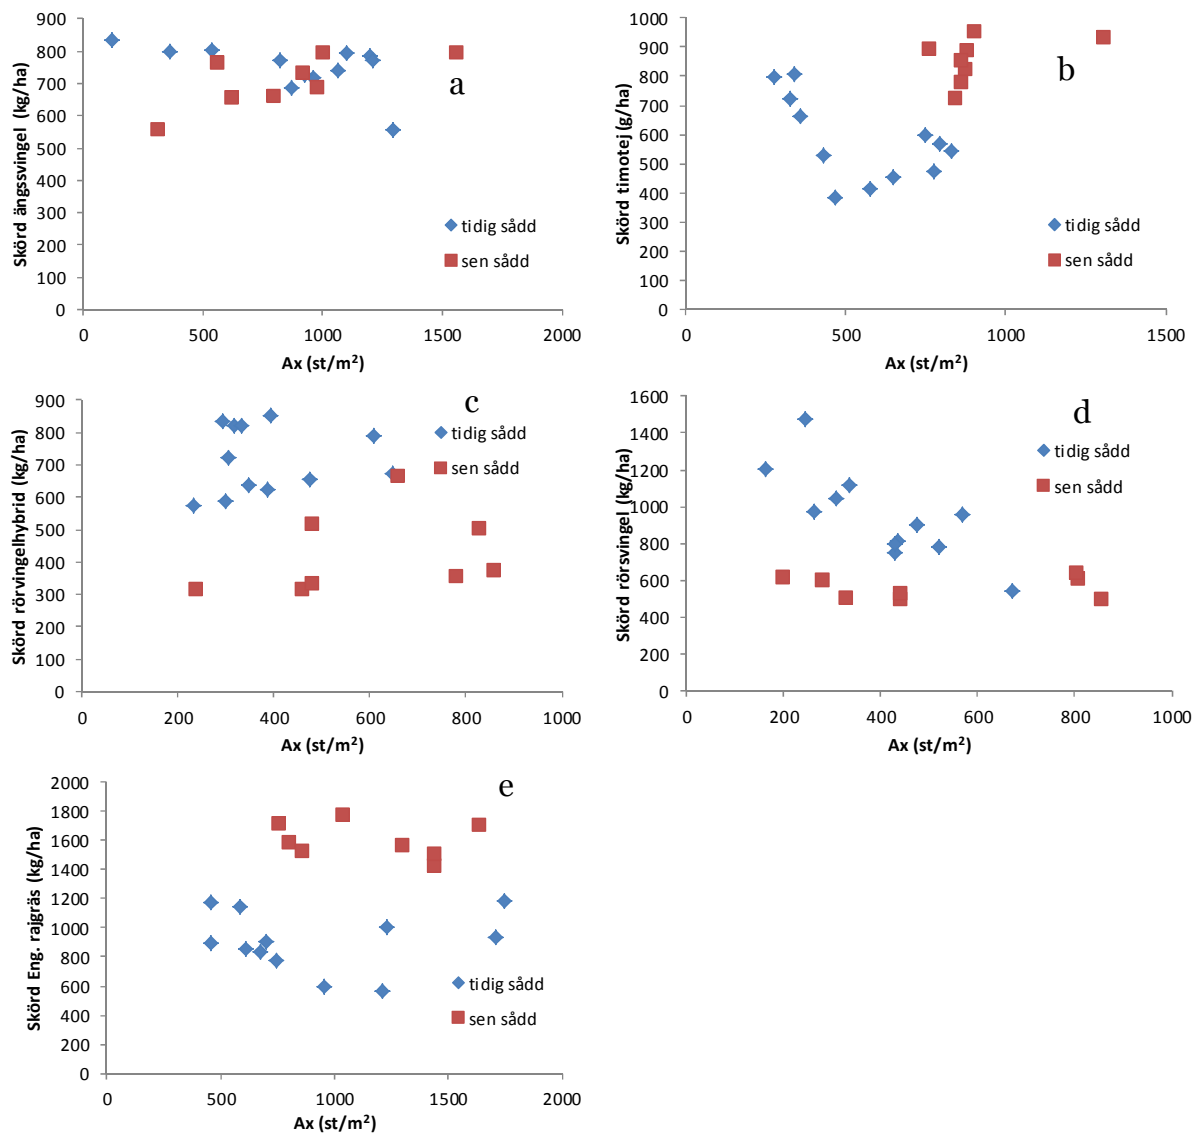 900
800
700
600
500
400
300
200
100
0
Skörd ängssvingel (kg/ha)
a
tidig sådd
sen sådd
0 500 1000 1500 2000
Ax (st/m²)
1000
900
800
700
600
500
400
300
200
100
0
Skörd timotej (g/ha)
b
tidig sådd
sen sådd
0 500 1000 1500
Ax (st/m²)
900
800
700
600
500
400
300
200
100
0
Skörd rörvingelhybrid (kg/ha)
c
tidig sådd
sen sådd
0 200 400 600 800 1000
Ax (st/m²)
1600
1400
1200
1000
800
600
400
200
0
Skörd rörsvingel (kg/ha)
d
tidig sådd
sen sådd
0 200 400 600 800 1000
Ax (st/m²)
2000
1800
1600
1400
1200
1000
800
600
400
200
0
Skörd Eng. rajgräs (kg/ha)
e
tidig sådd
sen sådd
0 500 1000 1500 2000
Ax (st/m²)